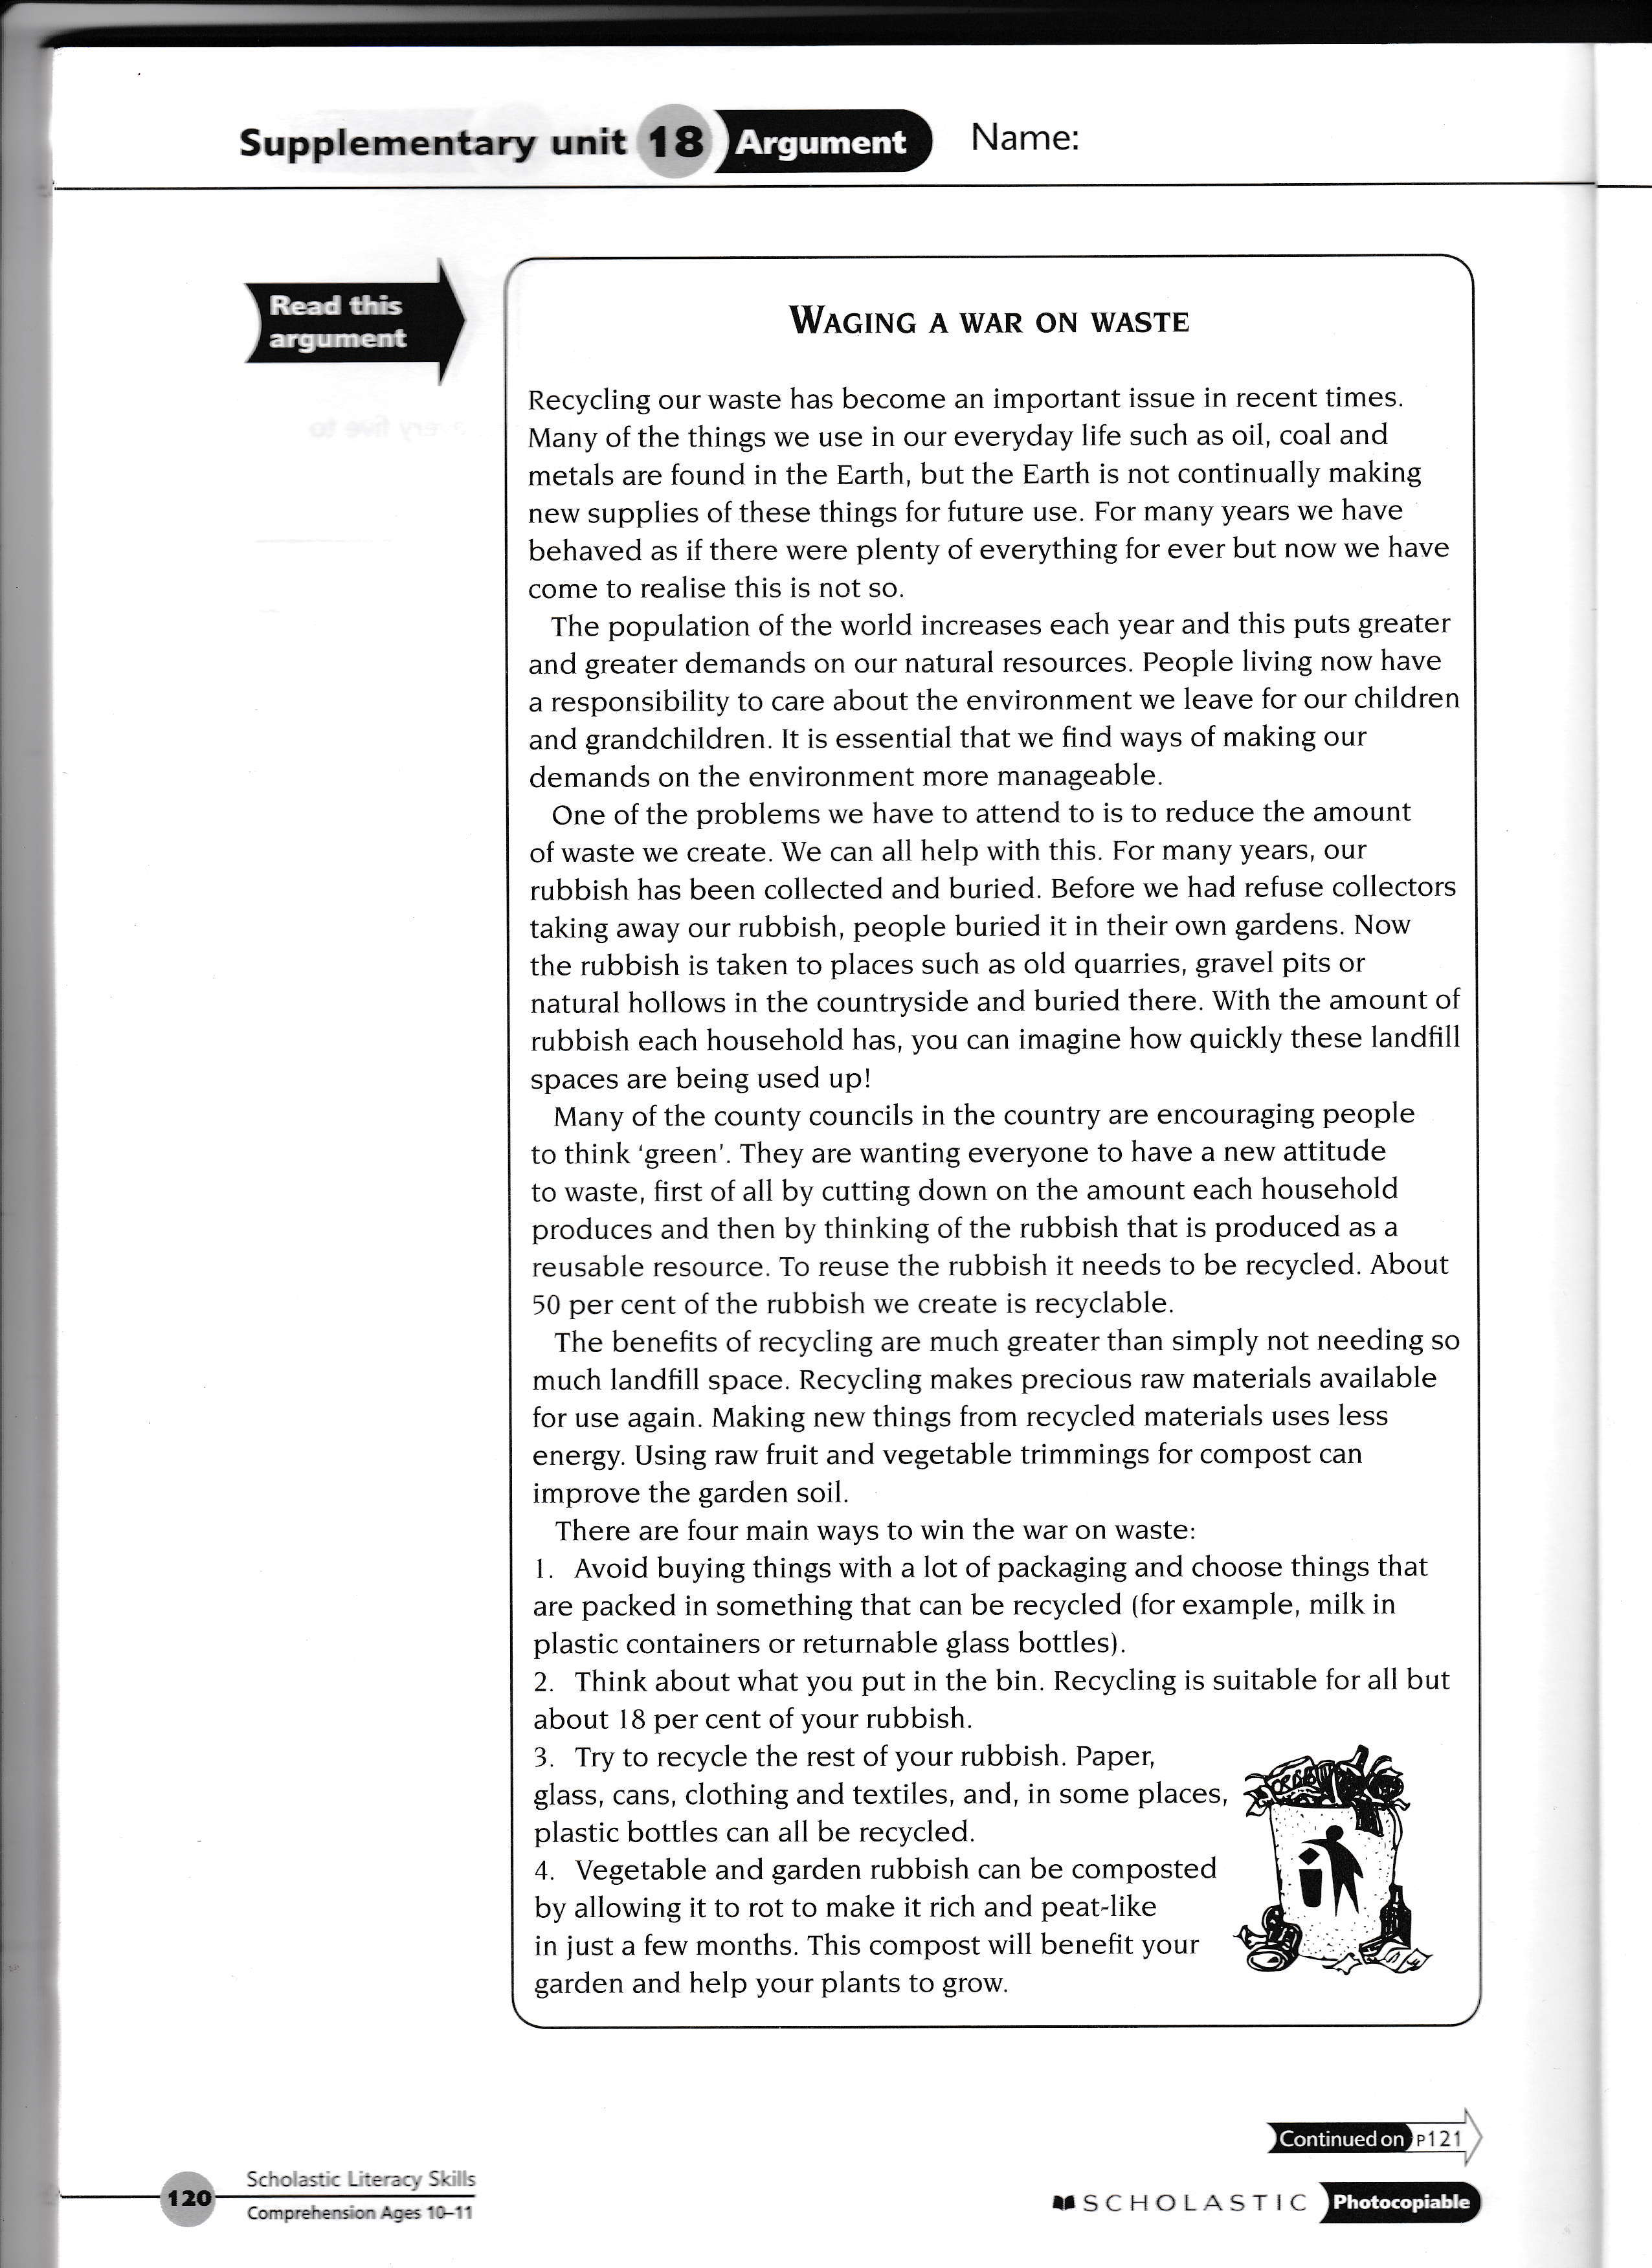 Supplementary unit 18 Argument Name:
Read this
argument
WAGING A WAR ON WASTE
Recycling our waste has become an important issue in recent times.
Many of the things we use in our everyday life such as oil, coal and
metals are found in the Earth, but the Earth is not continually making
new supplies of these things for future use. For many years we have
behaved as if there were plenty of everything for ever but now we have
come to realise this is not so.
The population of the world increases each year and this puts greater
and greater demands on our natural resources. People living now have
a responsibility to care about the environment we leave for our children
and grandchildren. It is essential that we find ways of making our
demands on the environment more manageable.
One of the problems we have to attend to is to reduce the amount
of waste we create. We can all help with this. For many years, our
rubbish has been collected and buried. Before we had refuse collectors
taking away our rubbish, people buried it in their own gardens. Now
the rubbish is taken to places such as old quarries, gravel pits or
natural hollows in the countryside and buried there. With the amount of
rubbish each household has, you can imagine how quickly these landfill
spaces are being used up!
Many of the county councils in the country are encouraging people
to think ‘green’. They are wanting everyone to have a new attitude
to waste, first of all by cutting down on the amount each household
produces and then by thinking of the rubbish that is produced as a
reusable resource. To reuse the rubbish it needs to be recycled. About
50 per cent of the rubbish we create is recyclable.
The benefits of recycling are much greater than simply not needing so
much landfill space. Recycling makes precious raw materials available
for use again. Making new things from recycled materials uses less
energy. Using raw fruit and vegetable trimmings for compost can
improve the garden soil.
There are four main ways to win the war on waste:
1. Avoid buying things with a lot of packaging and choose things that
are packed in something that can be recycled (for example, milk in
plastic containers or returnable glass bottles).
2. Think about what you put in the bin. Recycling is suitable for all but
about 18 per cent of your rubbish.
3. Try to recycle the rest of your rubbish. Paper,
glass, cans, clothing and textiles, and, in some places,
plastic bottles can all be recycled.
4. Vegetable and garden rubbish can be composted
by allowing it to rot to make it rich and peat-like
in just a few months. This compost will benefit your
garden and help your plants to grow.
Continued on P121
120
Scholastic Literacy Skills
Comprehension Ages 10–11
SCHOLASTIC Photocopiable